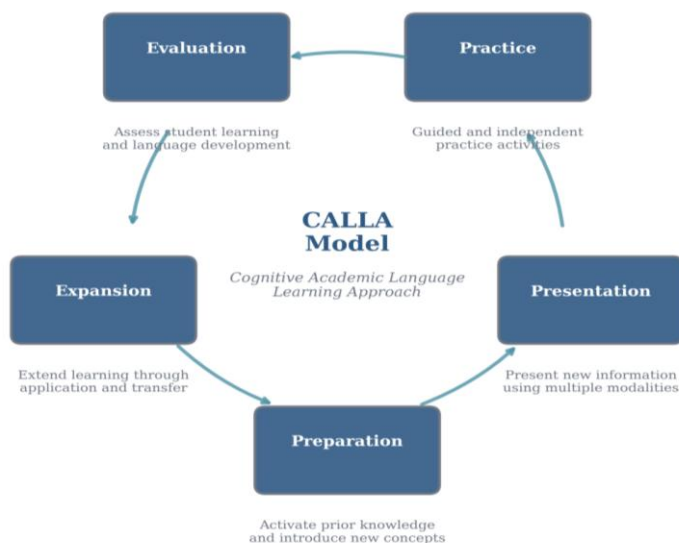 Evaluation
Practice
Assess student learning
and language development
Guided and independent
practice activities
CALLA
Model
Cognitive Academic Language
Learning Approach
Expansion
Presentation
Extend learning through
application and transfer
Present new information
using multiple modalities
Preparation
Activate prior knowledge
and introduce new concepts